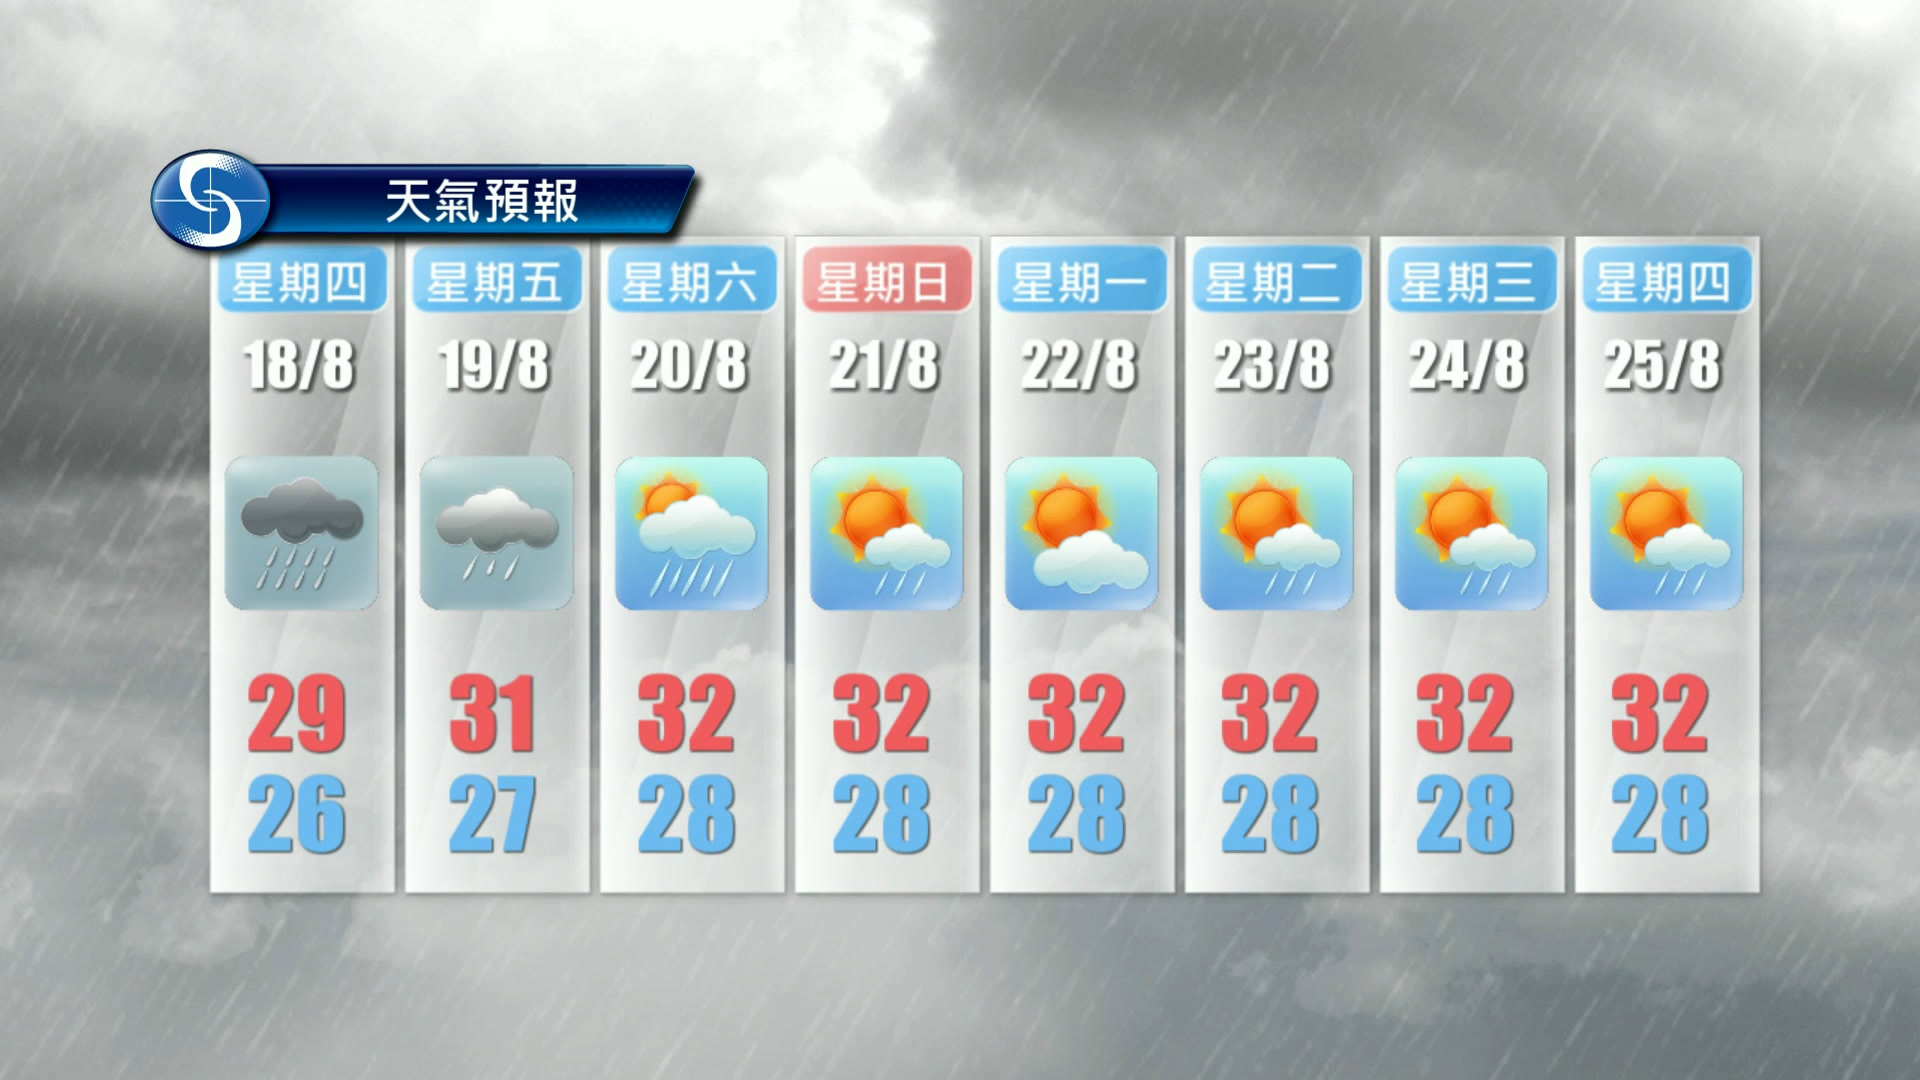 天氣預報
星期四 星期五 星期六 星期日 星期一 星期二 星期三 星期四
18/8 19/8 20/8 21/8 22/8 23/8 24/8 25/8
29 31 32 32 32 32 32 32
26 27 28 28 28 28 28 28